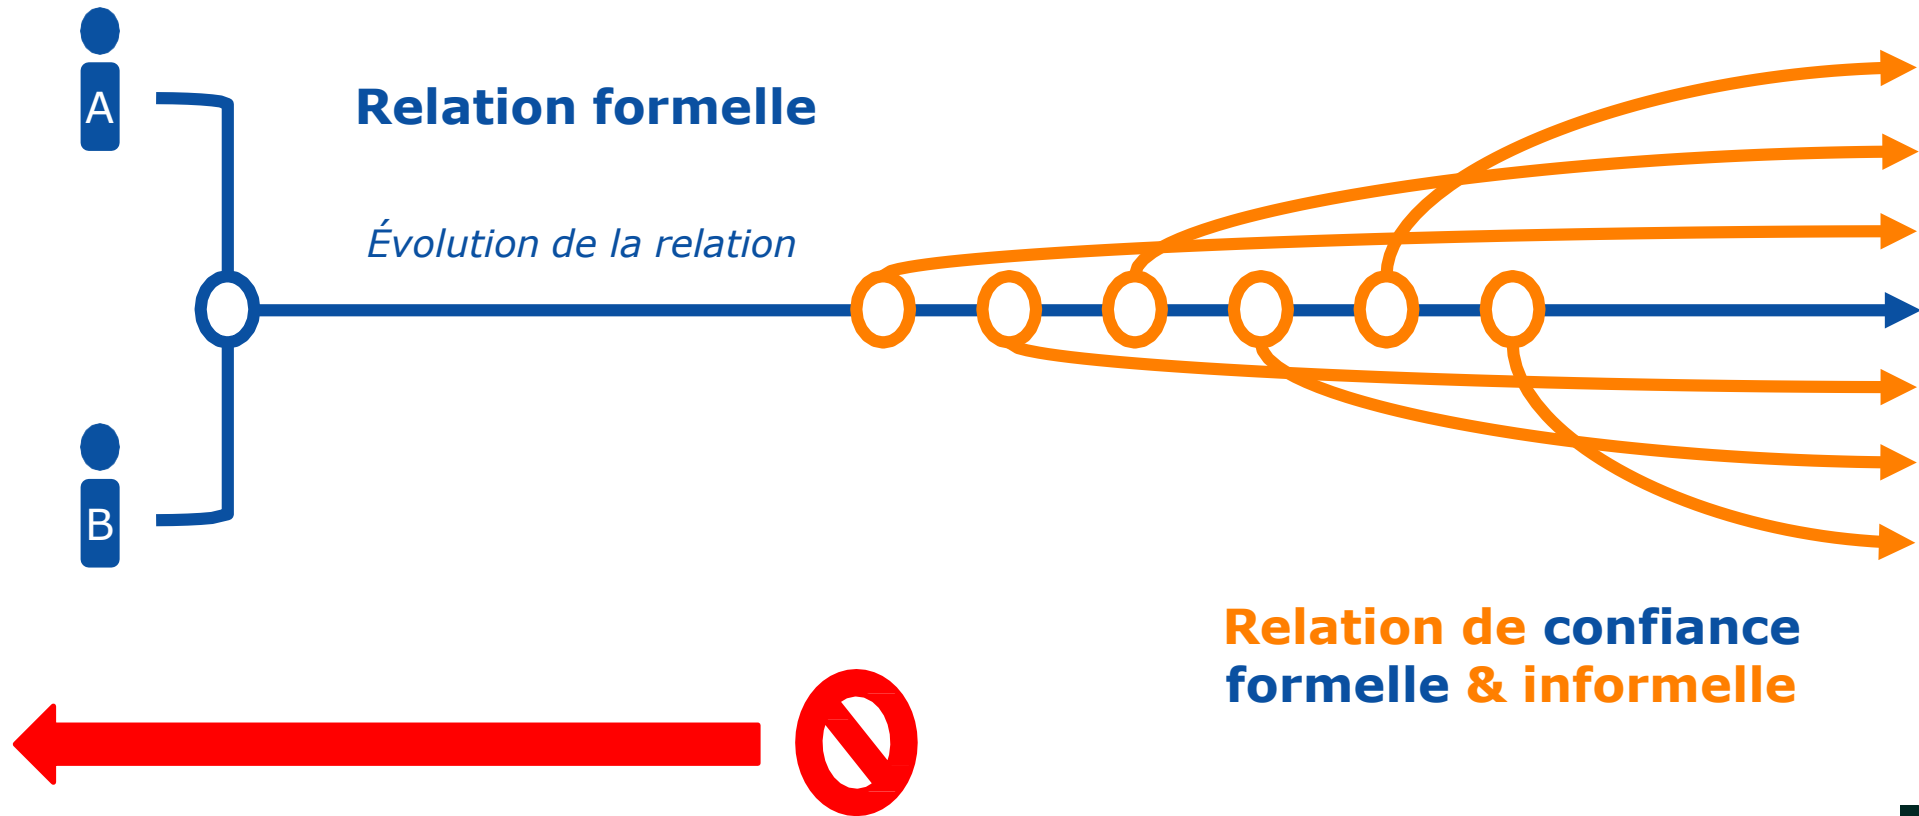 A
Relation formelle
Évolution de la relation
B
Relation de confiance
formelle & informelle